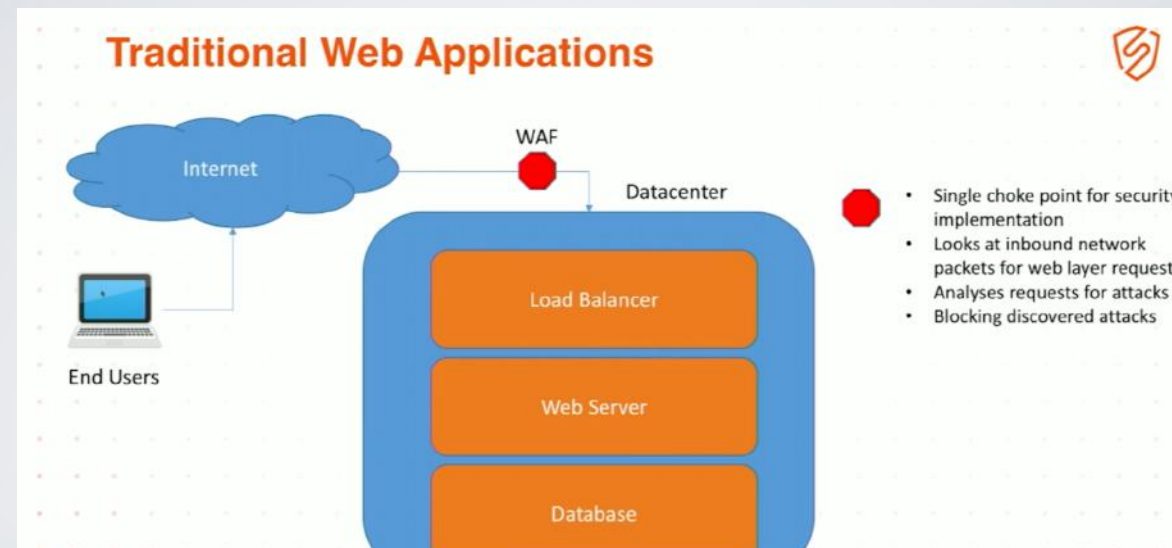 Traditional Web Applications
Internet
WAF
Datacenter
Load Balancer
Web Server
Database
End Users
• Single choke point for security
implementation
• Looks at inbound network
packets for web layer request
• Analyses requests for attacks
• Blocking discovered attacks